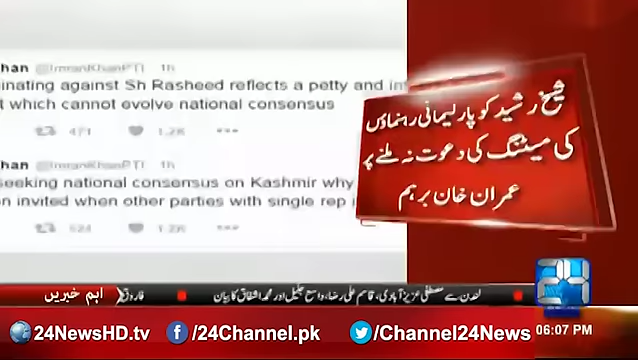 han @ImranKhanPTI 1h
inating against Sh Rasheed reflects a petty and in
t which cannot evolve national consensus
471 1.2K
han @ImranKhanPTI 1h
seeking national consensus on Kashmir why
n invited when other parties with single rep i
524 1.2K
شیخ رشید کو پارلیمانی رہنماؤں
کی میٹنگ کی دعوت نہ ملنے پر
عمران خان برہم
24
اہم خبریں
لندن سے مصطفیٰ عزیز آبادی، قاسم علی رضا، واسع جلیل اور محمد اشفاق کا بیان
فاروق
24NewsHD.tv
/24Channel.pk
/Channel24News
06:07 PM